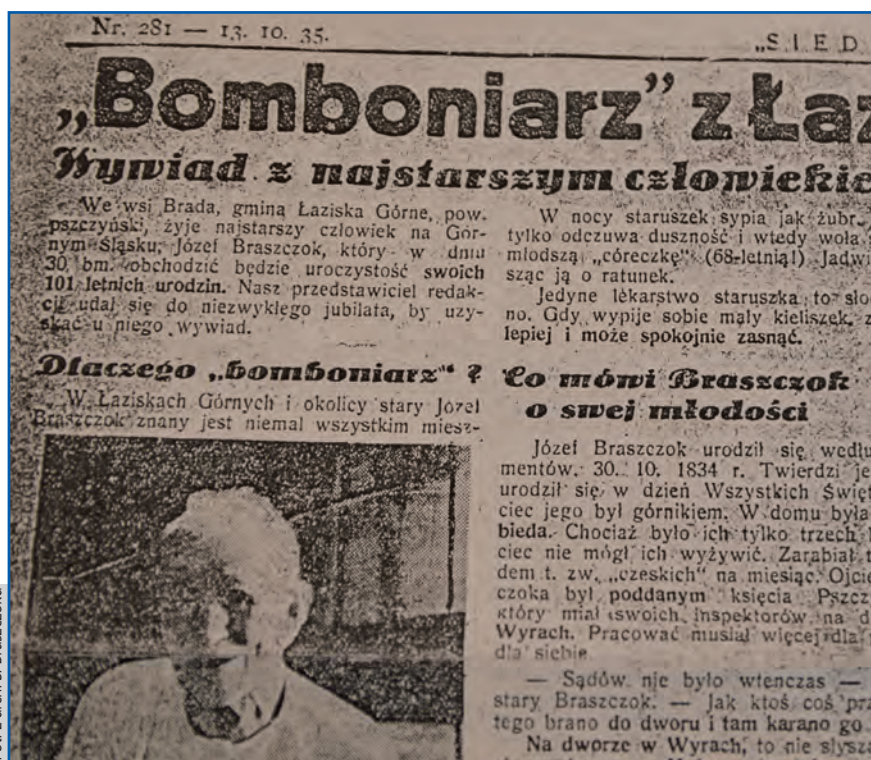 Nr. 281 — 13. 10. 35.
„S I E D
„Bomboniarz” z Łaz
Wywiad z najstarszym człowiekie
We wsi Brada, gmina Łaziska Górne, pow.
pszczyński, żyje najstarszy człowiek na Gór-
nym Śląsku, Józef Braszczok, który w dniu
30 bm. obchodzić będzie uroczystość swoich
101 letnich urodzin. Nasz przedstawiciel redak-
cji udał się do niezwykłego jubilata, by uzy-
skać u niego wywiad.
Dlaczego „bomboniarz“ ?
W Łaziskach Górnych i okolicy stary Józef
Braszczok znany jest niemal wszystkim miesz-
W nocy staruszek sypia jak żubr.
tylko odczuwa duszność i wtedy woła
młodszą „córeczkę“ (68-letnią!) Jadwi
sząc ją o ratunek.
Jedyne lekarstwo staruszka to sło
no. Gdy wypije sobie mały kieliszek, z
lepiej i może spokojnie zasnąć.
Co mówi Braszczok
o swej młodości
Józef Braszczok urodził się wedłu
mentów. 30. 10. 1834 r. Twierdzi je
urodził się w dzień Wszystkich Święt
ciec jego był górnikiem. W domu była
bieda. Chociaż było ich tylko trzech
ciec nie mógł ich wyżywić. Zarabiał t
dem t. zw. „czeskich“ na miesiąc. Ojcie
czoka był poddanym księcia Pszcz
który miał swoich inspektorów na d
Wyrach. Pracować musiał więcej dla
dla siebie
— Sądów nie było wtenczas —
stary Braszczok. — Jak ktoś coś prz
tego brano do dworu i tam karano go
Na dworze w Wyrach, to nie słysza